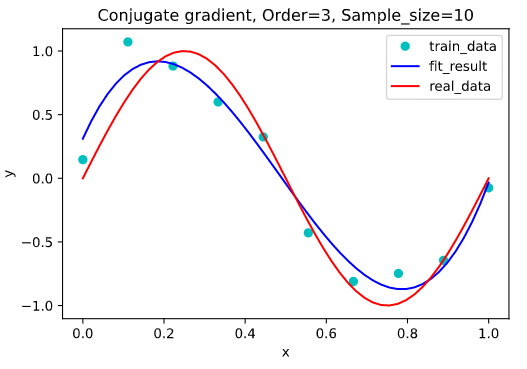 Conjugate gradient, Order=3, Sample_size=10
train_data
fit_result
real_data
1.0
0.5
0.0
−0.5
−1.0
y
0.0 0.2 0.4 0.6 0.8 1.0
x